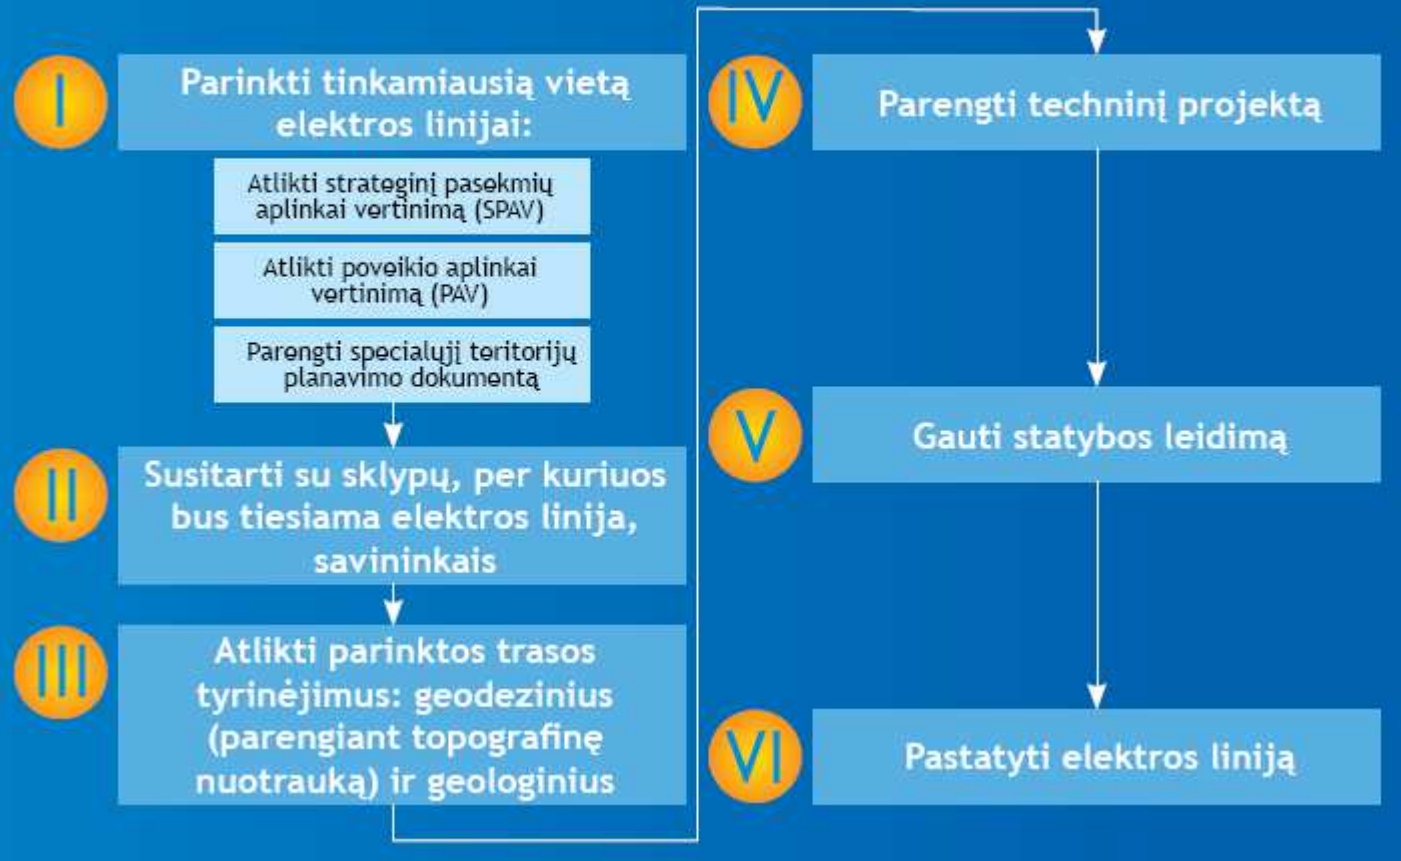 I
Parinkti tinkamiausią vietą
elektros linijai:
Atlikti strateginį pasekmių
aplinkai vertinimą (SPAV)
Atlikti poveikio aplinkai
vertinimą (PAV)
Parengti specialųjį teritorijų
planavimo dokumentą
II
Susitarti su sklypų, per kuriuos
bus tiesiama elektros linija,
savininkais
III
Atlikti parinktos trasos
tyrinėjimus: geodezinius
(parengiant topografinę
nuotrauką) ir geologinius
IV
Parengti techninį projektą
V
Gauti statybos leidimą
VI
Pastatyti elektros liniją